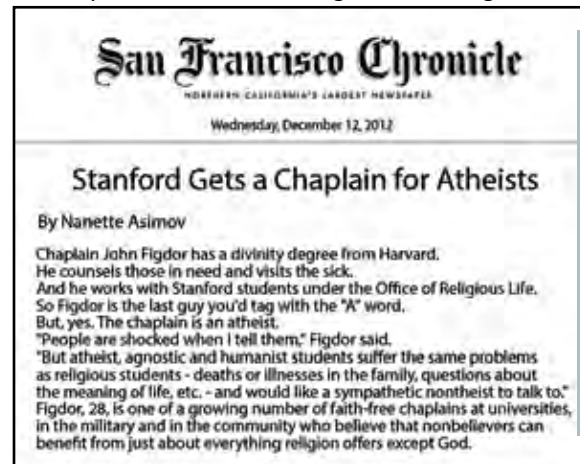 San Francisco Chronicle
NORTHERN CALIFORNIA'S LARGEST NEWSPAPER
Wednesday, December 12, 2012
Stanford Gets a Chaplain for Atheists
By Nanette Asimov
Chaplain John Figdor has a divinity degree from Harvard.
He counsels those in need and visits the sick.
And he works with Stanford students under the Office of Religious Life.
So Figdor is the last guy you'd tag with the "A" word.
But, yes. The chaplain is an atheist.
"People are shocked when I tell them," Figdor said.
"But atheist, agnostic and humanist students suffer the same problems
as religious students - deaths or illnesses in the family, questions about
the meaning of life, etc. - and would like a sympathetic nontheist to talk to."
Figdor, 28, is one of a growing number of faith-free chaplains at universities,
in the military and in the community who believe that nonbelievers can
benefit from just about everything religion offers except God.